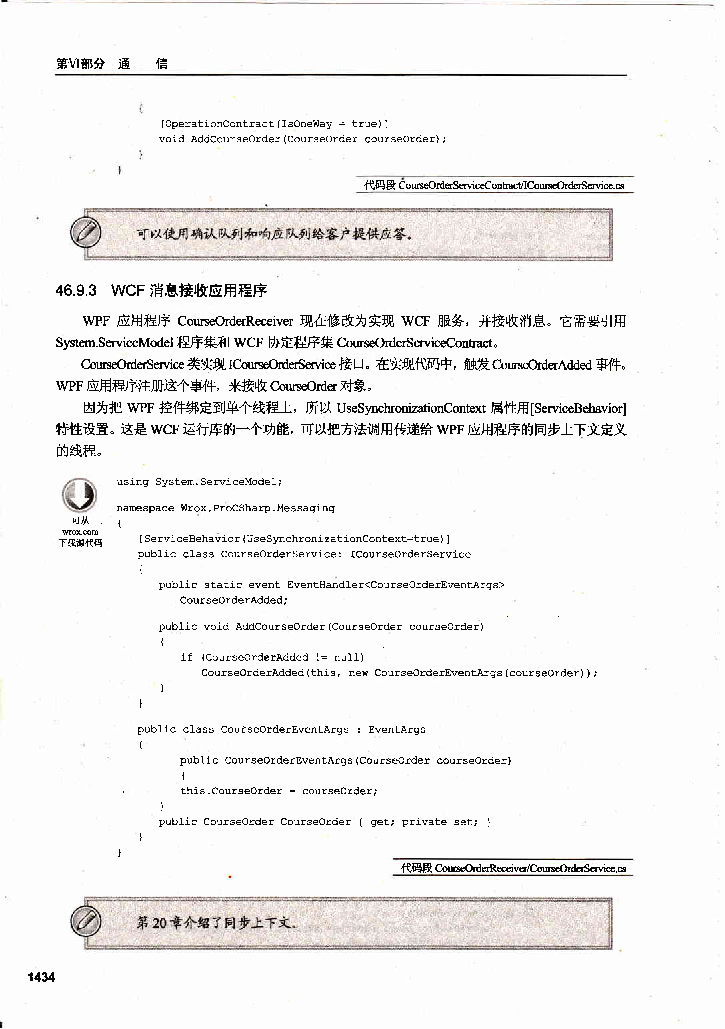 第VI部分 通 信
{
[OperationContract(IsOneWay = true)]
void AddCourseOrder(CourseOrder courseOrder);
}
}
代码段 CourseOrderServiceContract/ICourseOrderService.cs
可以使用确认队列和响应队列给客户提供应答。
46.9.3 WCF 消息接收应用程序
WPF 应用程序 CourseOrderReceiver 现在修改为实现 WCF 服务，并接收消息。它需要引用
System.ServiceModel 程序集和 WCF 协定程序集 CourseOrderServiceContract。
CourseOrderService 类实现 ICourseOrderService 接口。在实现代码中，触发 CourseOrderAdded 事件。
WPF 应用程序注册这个事件，来接收 CourseOrder 对象。
因为把 WPF 控件绑定到单个线程上，所以 UseSynchronizationContext 属性用[ServiceBehavior]
特性设置。这是 WCF 运行库的一个功能，可以把方法调用传递给 WPF 应用程序的同步上下文定义
的线程。
可从
wrox.com
下载源代码
using System.ServiceModel;
namespace Wrox.ProCSharp.Messaging
{
[ServiceBehavior(UseSynchronizationContext=true)]
public class CourseOrderService: ICourseOrderService
{
public static event EventHandler<CourseOrderEventArgs>
CourseOrderAdded;
public void AddCourseOrder(CourseOrder courseOrder)
{
if (CourseOrderAdded != null)
CourseOrderAdded(this, new CourseOrderEventArgs(courseOrder));
}
}
public class CourseOrderEventArgs : EventArgs
{
public CourseOrderEventArgs(CourseOrder courseOrder)
{
this.CourseOrder = courseOrder;
}
public CourseOrder CourseOrder { get; private set; }
}
}
代码段 CourseOrderReceiver/CourseOrderService.cs
第 20 章介绍了同步上下文。
1434